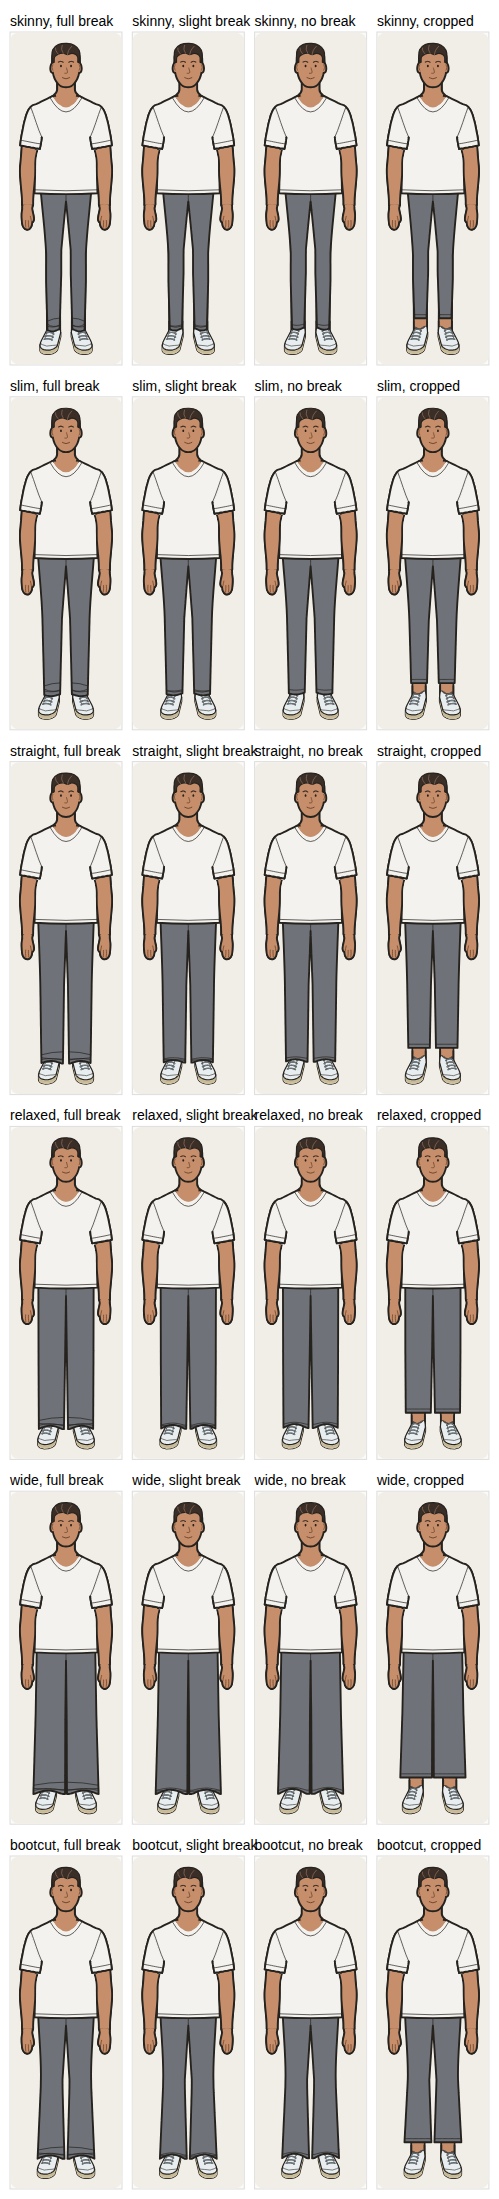 skinny, full break
skinny, slight break
skinny, no break
skinny, cropped
slim, full break
slim, slight break
slim, no break
slim, cropped
straight, full break
straight, slight break
straight, no break
straight, cropped
relaxed, full break
relaxed, slight break
relaxed, no break
relaxed, cropped
wide, full break
wide, slight break
wide, no break
wide, cropped
bootcut, full break
bootcut, slight break
bootcut, no break
bootcut, cropped